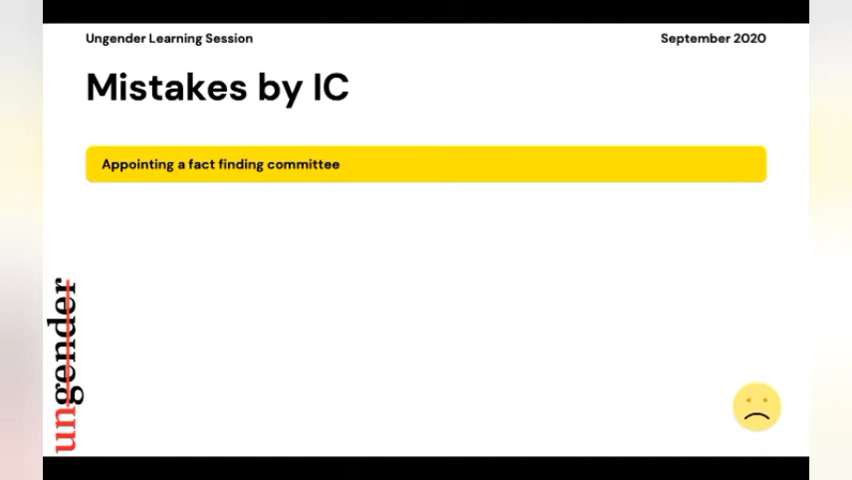 Ungender Learning Session
September 2020
Mistakes by IC
Appointing a fact finding committee
ungender